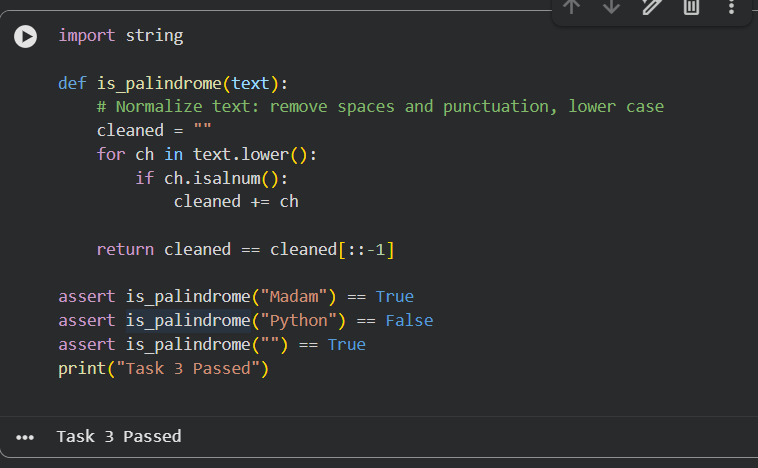 import string

def is_palindrome(text):
    # Normalize text: remove spaces and punctuation, lower case
    cleaned = ""
    for ch in text.lower():
        if ch.isalnum():
            cleaned += ch

    return cleaned == cleaned[::-1]

assert is_palindrome("Madam") == True
assert is_palindrome("Python") == False
assert is_palindrome("") == True
print("Task 3 Passed")
Task 3 Passed